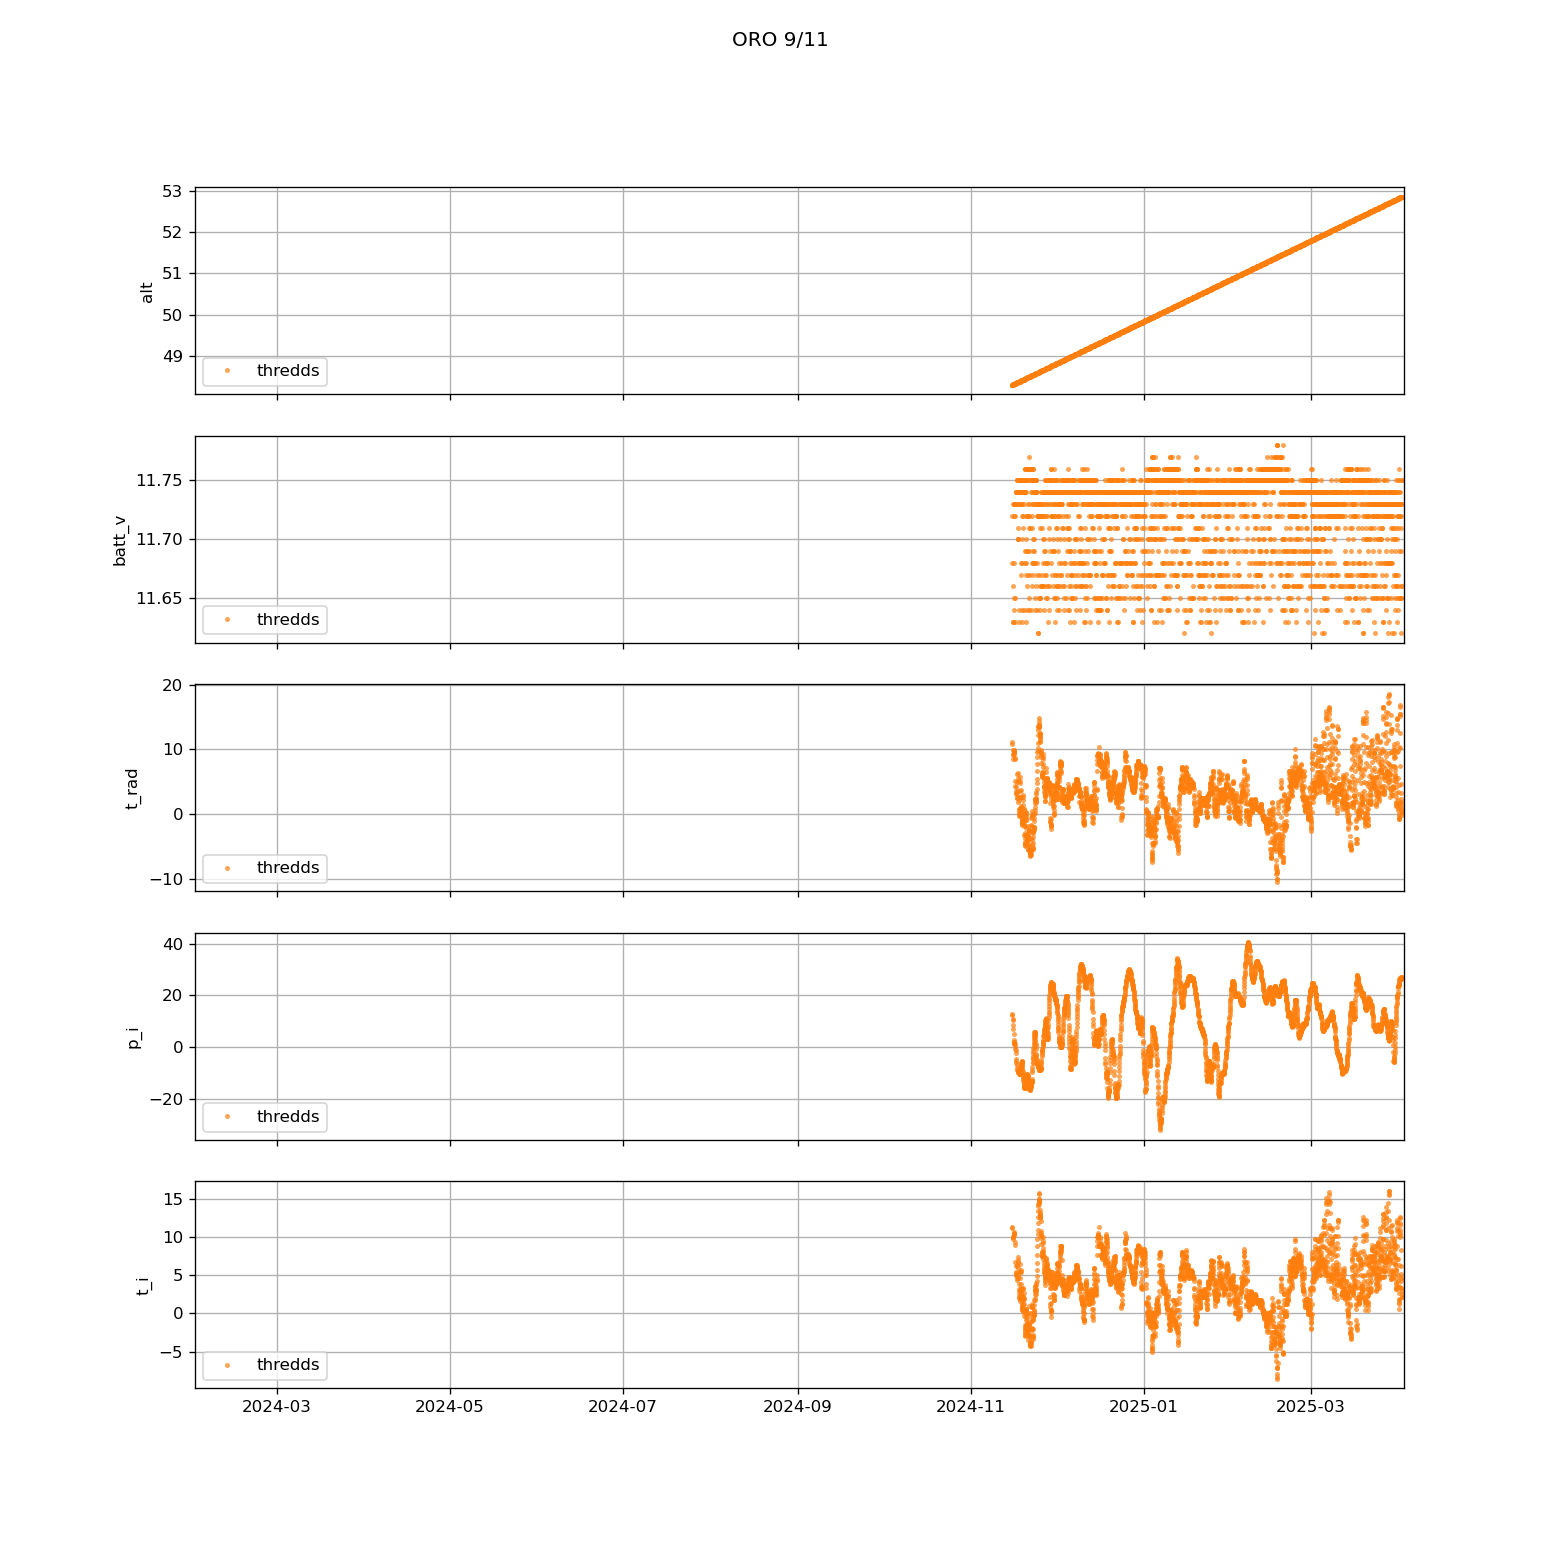 ORO 9/11
53
52
51
50
49
alt
thredds
11.75
11.70
11.65
batt_v
thredds
20
10
0
−10
t_rad
thredds
40
20
0
−20
p_i
thredds
15
10
5
0
−5
t_i
thredds
2024-03 2024-05 2024-07 2024-09 2024-11 2025-01 2025-03